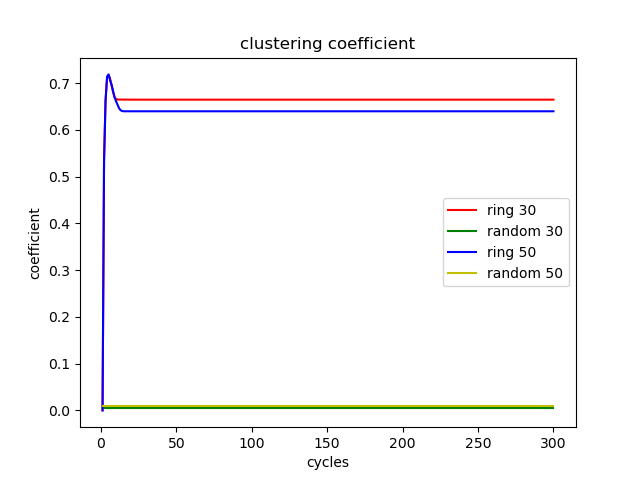 clustering coefficient
coefficient
0.7
0.6
0.5
0.4
0.3
0.2
0.1
0.0
ring 30
random 30
ring 50
random 50
0
50
100
150
200
250
300
cycles